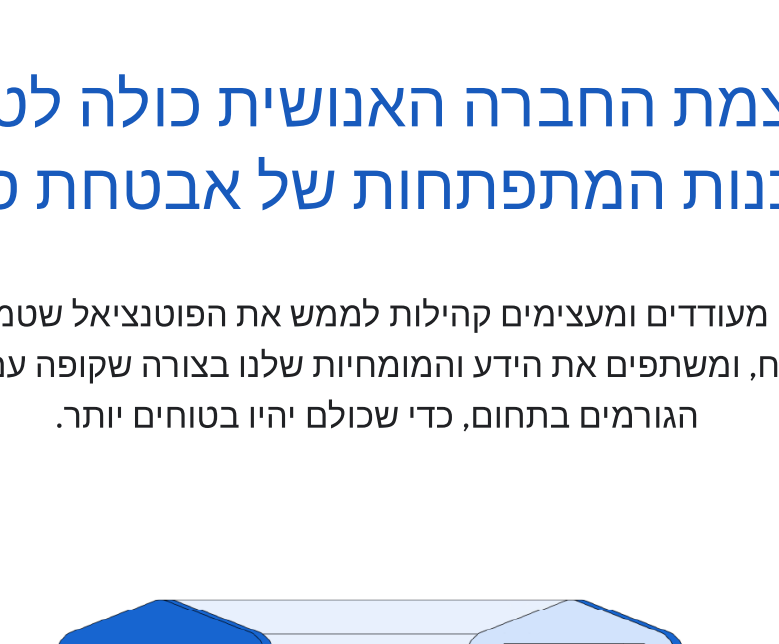 החברה האנושית כולה
המתפתחות של אבטחת
מעודדים ומעצימים קהילות לממש את הפוטנציאל
ומשתפים את הידע והמומחיות שלנו בצורה שקופה
הגורמים בתחום, כדי שכולם יהיו בטוחים יותר.